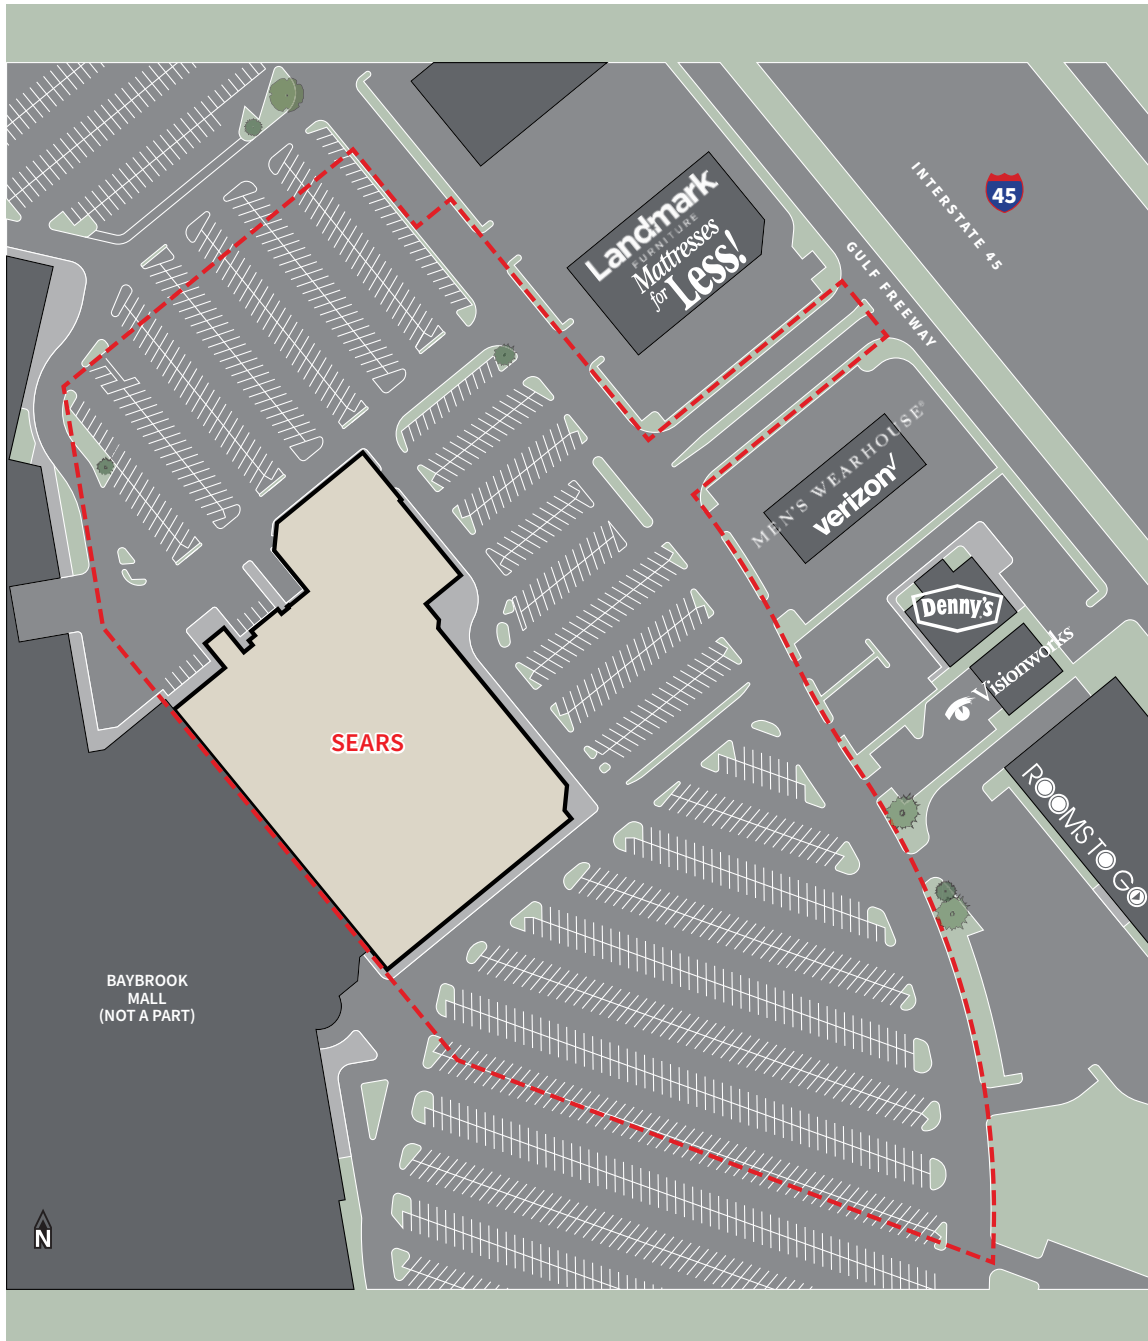 INTERSTATE 45
45
GULF FREEWAY
Landmark
FURNITURE
Mattresses
for Less!
MEN'S WEARHOUSE®
verizon✓
Denny's
Visionworks
ROOMS TO GO
SEARS
BAYBROOK
MALL
(NOT A PART)
N